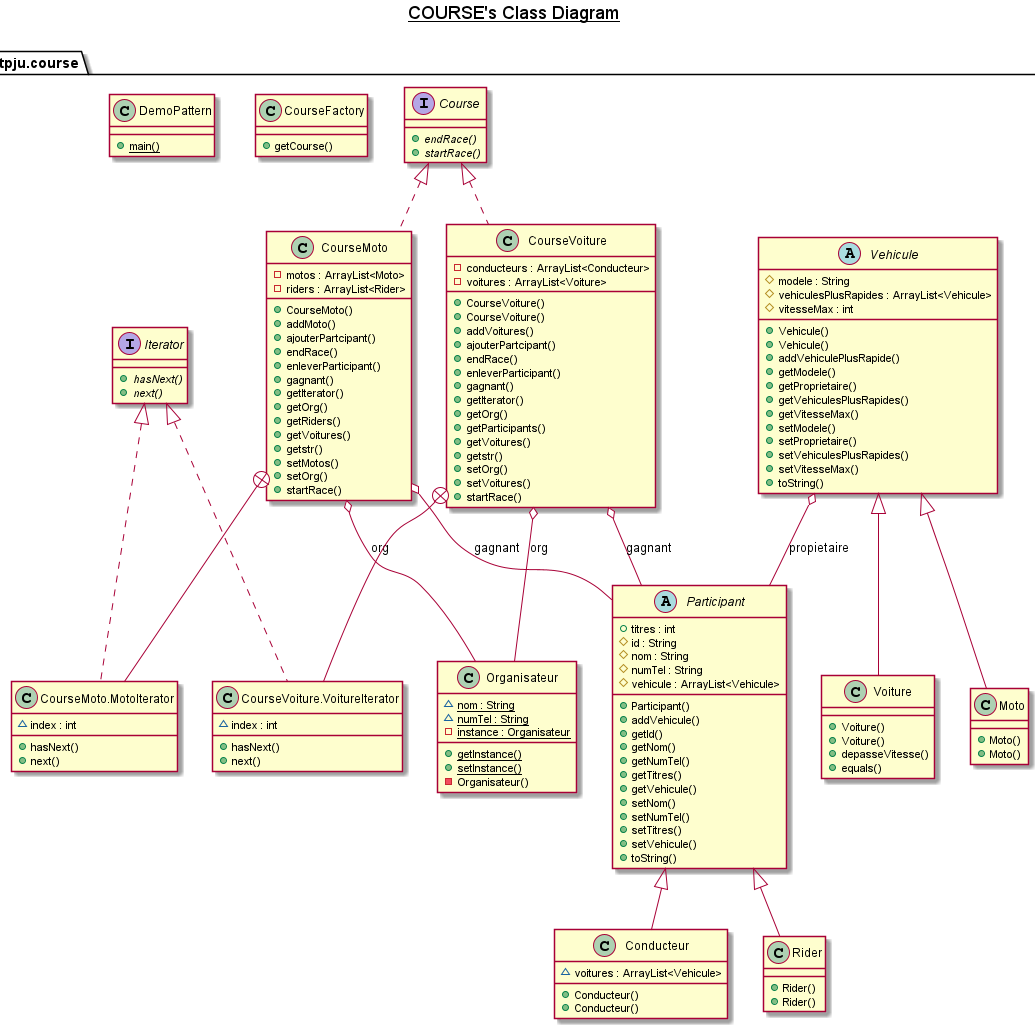 COURSE's Class Diagram
tpju.course
C DemoPattern
main()
C CourseFactory
getCourse()
I Course
endRace()
startRace()
C CourseMoto
motos : ArrayList<Moto>
riders : ArrayList<Rider>
CourseMoto()
addMoto()
ajouterPartcipant()
endRace()
enleverParticipant()
gagnant()
getIterator()
getOrg()
getRiders()
getVoitures()
getstr()
setMotos()
setOrg()
startRace()
C CourseVoiture
conducteurs : ArrayList<Conducteur>
voitures : ArrayList<Voiture>
CourseVoiture()
CourseVoiture()
addVoitures()
ajouterPartcipant()
endRace()
enleverParticipant()
gagnant()
getIterator()
getOrg()
getParticipants()
getVoitures()
getstr()
setOrg()
setVoitures()
startRace()
A Vehicule
modele : String
vehiculesPlusRapides : ArrayList<Vehicule>
vitesseMax : int
Vehicule()
Vehicule()
addVehiculePlusRapide()
getModele()
getProprietaire()
getVehiculesPlusRapides()
getVitesseMax()
setModele()
setProprietaire()
setVehiculesPlusRapides()
setVitesseMax()
toString()
I Iterator
hasNext()
next()
org
gagnant
org
gagnant
propietaire
C CourseMoto.MotoIterator
index : int
hasNext()
next()
C CourseVoiture.VoitureIterator
index : int
hasNext()
next()
C Organisateur
nom : String
numTel : String
instance : Organisateur
getInstance()
setInstance()
Organisateur()
A Participant
titres : int
id : String
nom : String
numTel : String
vehicule : ArrayList<Vehicule>
Participant()
addVehicule()
getId()
getNom()
getNumTel()
getTitres()
getVehicule()
setNom()
setNumTel()
setTitres()
setVehicule()
toString()
C Voiture
Voiture()
Voiture()
depasseVitesse()
equals()
C Moto
Moto()
Moto()
C Conducteur
voitures : ArrayList<Vehicule>
Conducteur()
Conducteur()
C Rider
Rider()
Rider()